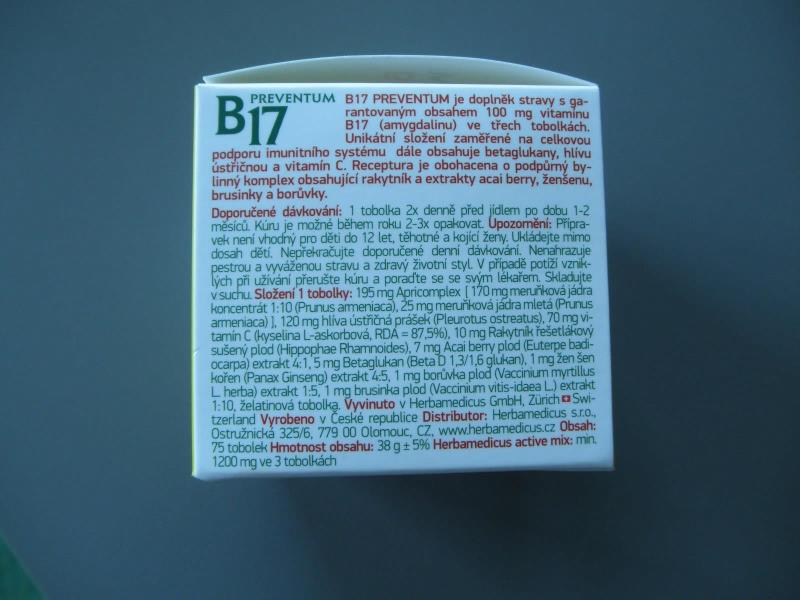 B17 PREVENTUM
B17 PREVENTUM je doplněk stravy s ga-
rantovaným obsahem 100 mg vitamínu
B17 (amygdalinu) ve třech tobolkách.
Unikátní složení zaměřené na celkovou
podporu imunitního systému dále obsahuje betaglukany, hlívu
ústřičnou a vitamín C. Receptura je obohacena o podpůrný by-
linný komplex obsahující rakytník a extrakty acai berry, ženšenu,
brusinky a borůvky.
Doporučené dávkování: 1 tobolka 2x denně před jídlem po dobu 1-2
měsíců. Kúru je možné během roku 2-3x opakovat. Upozornění: Přípra-
vek není vhodný pro děti do 12 let, těhotné a kojící ženy. Ukládejte mimo
dosah dětí. Nepřekračujte doporučené denní dávkování. Nenahrazuje
pestrou a vyváženou stravu a zdravý životní styl. V případě potíží vznik-
lých při užívání přerušte kúru a poraďte se se svým lékařem. Skladujte
v suchu. Složení 1 tobolky: 195 mg Apricomplex [ 170 mg meruňková jádra
koncentrát 1:10 (Prunus armeniaca), 25 mg meruňková jádra mletá (Prunus
armeniaca) ], 120 mg hlíva ústřičná prášek (Pleurotus ostreatus), 70 mg vi-
tamín C (kyselina L-askorbová, RDA = 87,5%), 10 mg Rakytník řešetlákový
sušený plod (Hippophae Rhamnoides), 7 mg Acai berry plod (Euterpe badi-
ocarpa) extrakt 4:1, 5 mg Betaglukan (Beta D 1,3/1,6 glukan), 1 mg žen šen
kořen (Panax Ginseng) extrakt 4:5, 1 mg borůvka plod (Vaccinium myrtillus
L. herba) extrakt 1:5, 1 mg brusinka plod (Vaccinium vitis-idaea L.) extrakt
1:10, želatinová tobolka. Vyvinuto v Herbamedicus GmbH, Zürich Swi-
tzerland Vyrobeno v České republice Distributor: Herbamedicus s.r.o.,
Ostružnická 325/6, 779 00 Olomouc, CZ, www.herbamedicus.cz Obsah:
75 tobolek Hmotnost obsahu: 38 g ± 5% Herbamedicus active mix: min.
1200 mg ve 3 tobolkách